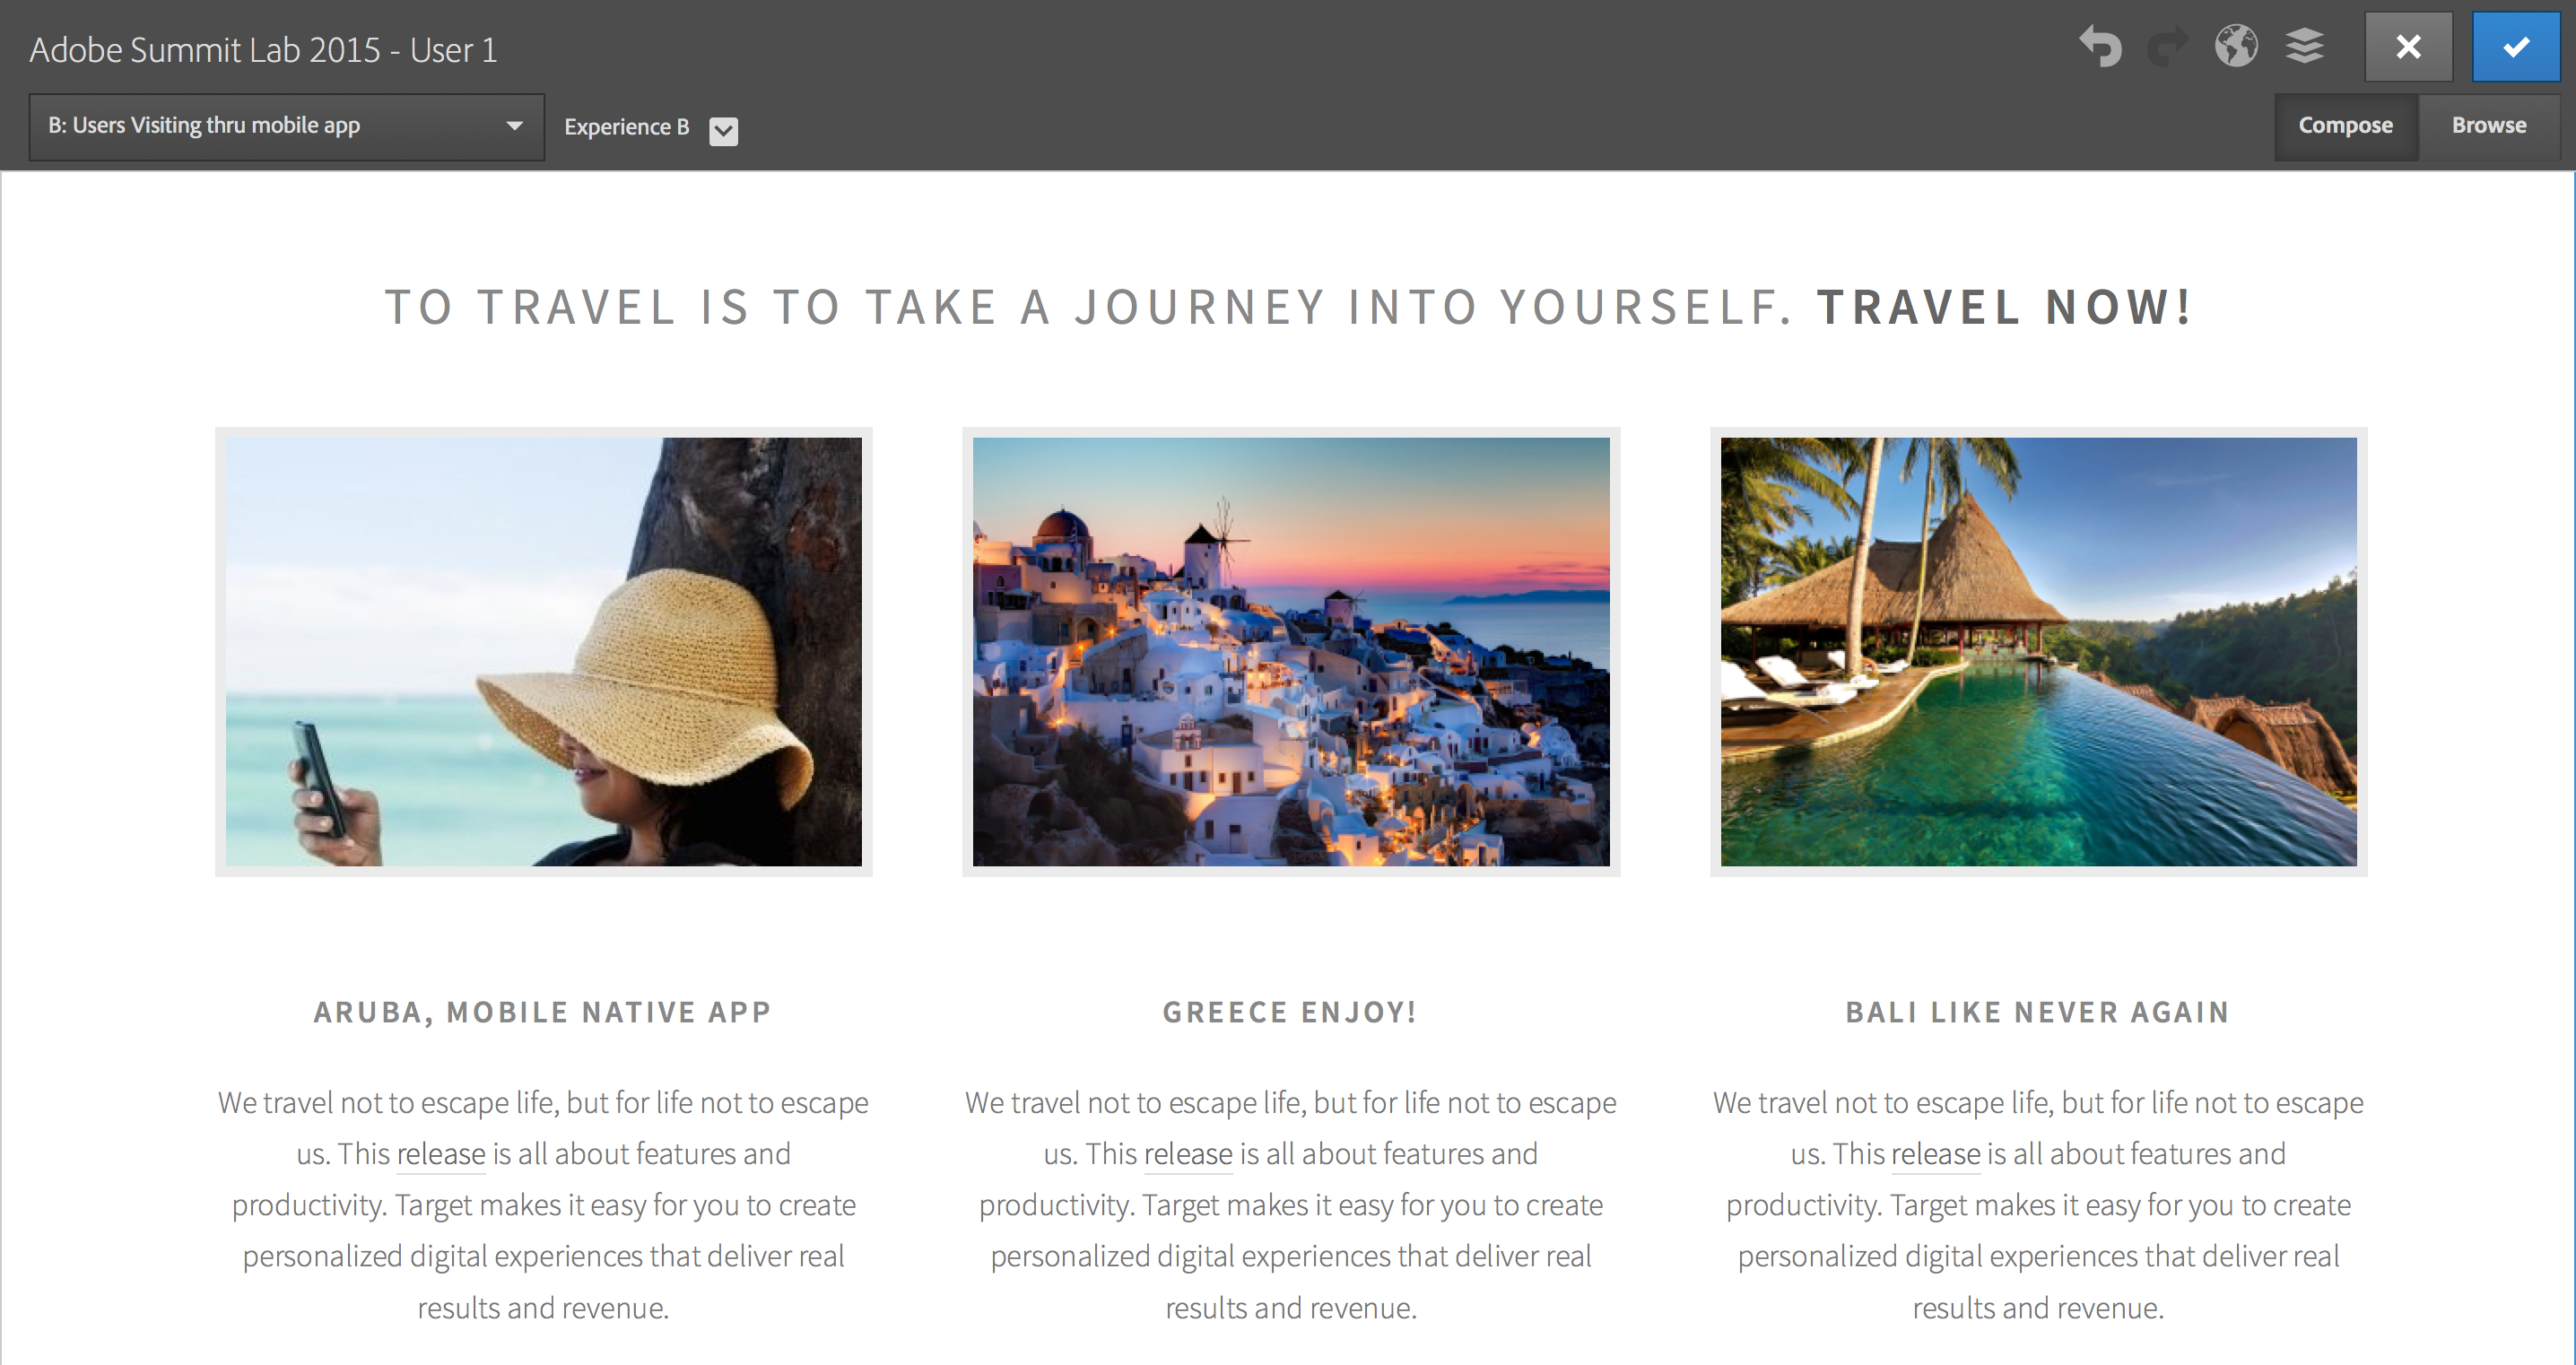 Adobe Summit Lab 2015 - User 1
B: Users Visiting thru mobile app
Experience B
Compose
Browse
TO TRAVEL IS TO TAKE A JOURNEY INTO YOURSELF. TRAVEL NOW!
ARUBA, MOBILE NATIVE APP
We travel not to escape life, but for life not to escape
us. This release is all about features and
productivity. Target makes it easy for you to create
personalized digital experiences that deliver real
results and revenue.
GREECE ENJOY!
We travel not to escape life, but for life not to escape
us. This release is all about features and
productivity. Target makes it easy for you to create
personalized digital experiences that deliver real
results and revenue.
BALI LIKE NEVER AGAIN
We travel not to escape life, but for life not to escape
us. This release is all about features and
productivity. Target makes it easy for you to create
personalized digital experiences that deliver real
results and revenue.